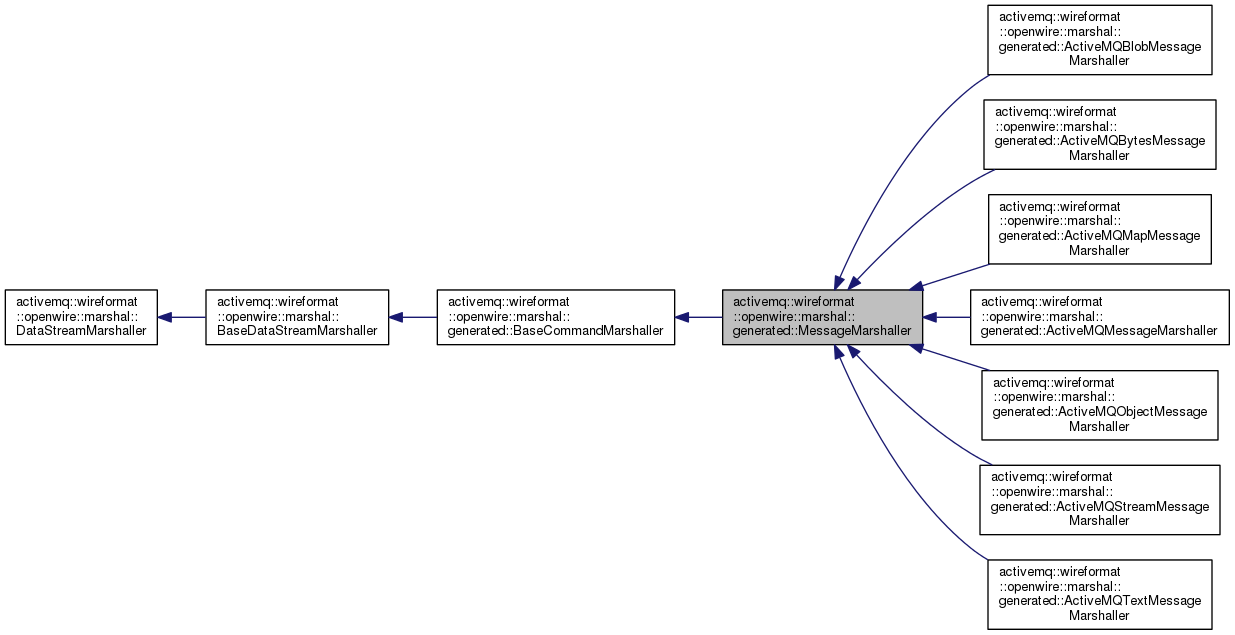 activemq::wireformat
::openwire::marshal::
DataStreamMarshaller
activemq::wireformat
::openwire::marshal::
BaseDataStreamMarshaller
activemq::wireformat
::openwire::marshal::
generated::BaseCommandMarshaller
activemq::wireformat
::openwire::marshal::
generated::MessageMarshaller
activemq::wireformat
::openwire::marshal::
generated::ActiveMQBlobMessage
Marshaller
activemq::wireformat
::openwire::marshal::
generated::ActiveMQBytesMessage
Marshaller
activemq::wireformat
::openwire::marshal::
generated::ActiveMQMapMessage
Marshaller
activemq::wireformat
::openwire::marshal::
generated::ActiveMQMessageMarshaller
activemq::wireformat
::openwire::marshal::
generated::ActiveMQObjectMessage
Marshaller
activemq::wireformat
::openwire::marshal::
generated::ActiveMQStreamMessage
Marshaller
activemq::wireformat
::openwire::marshal::
generated::ActiveMQTextMessage
Marshaller